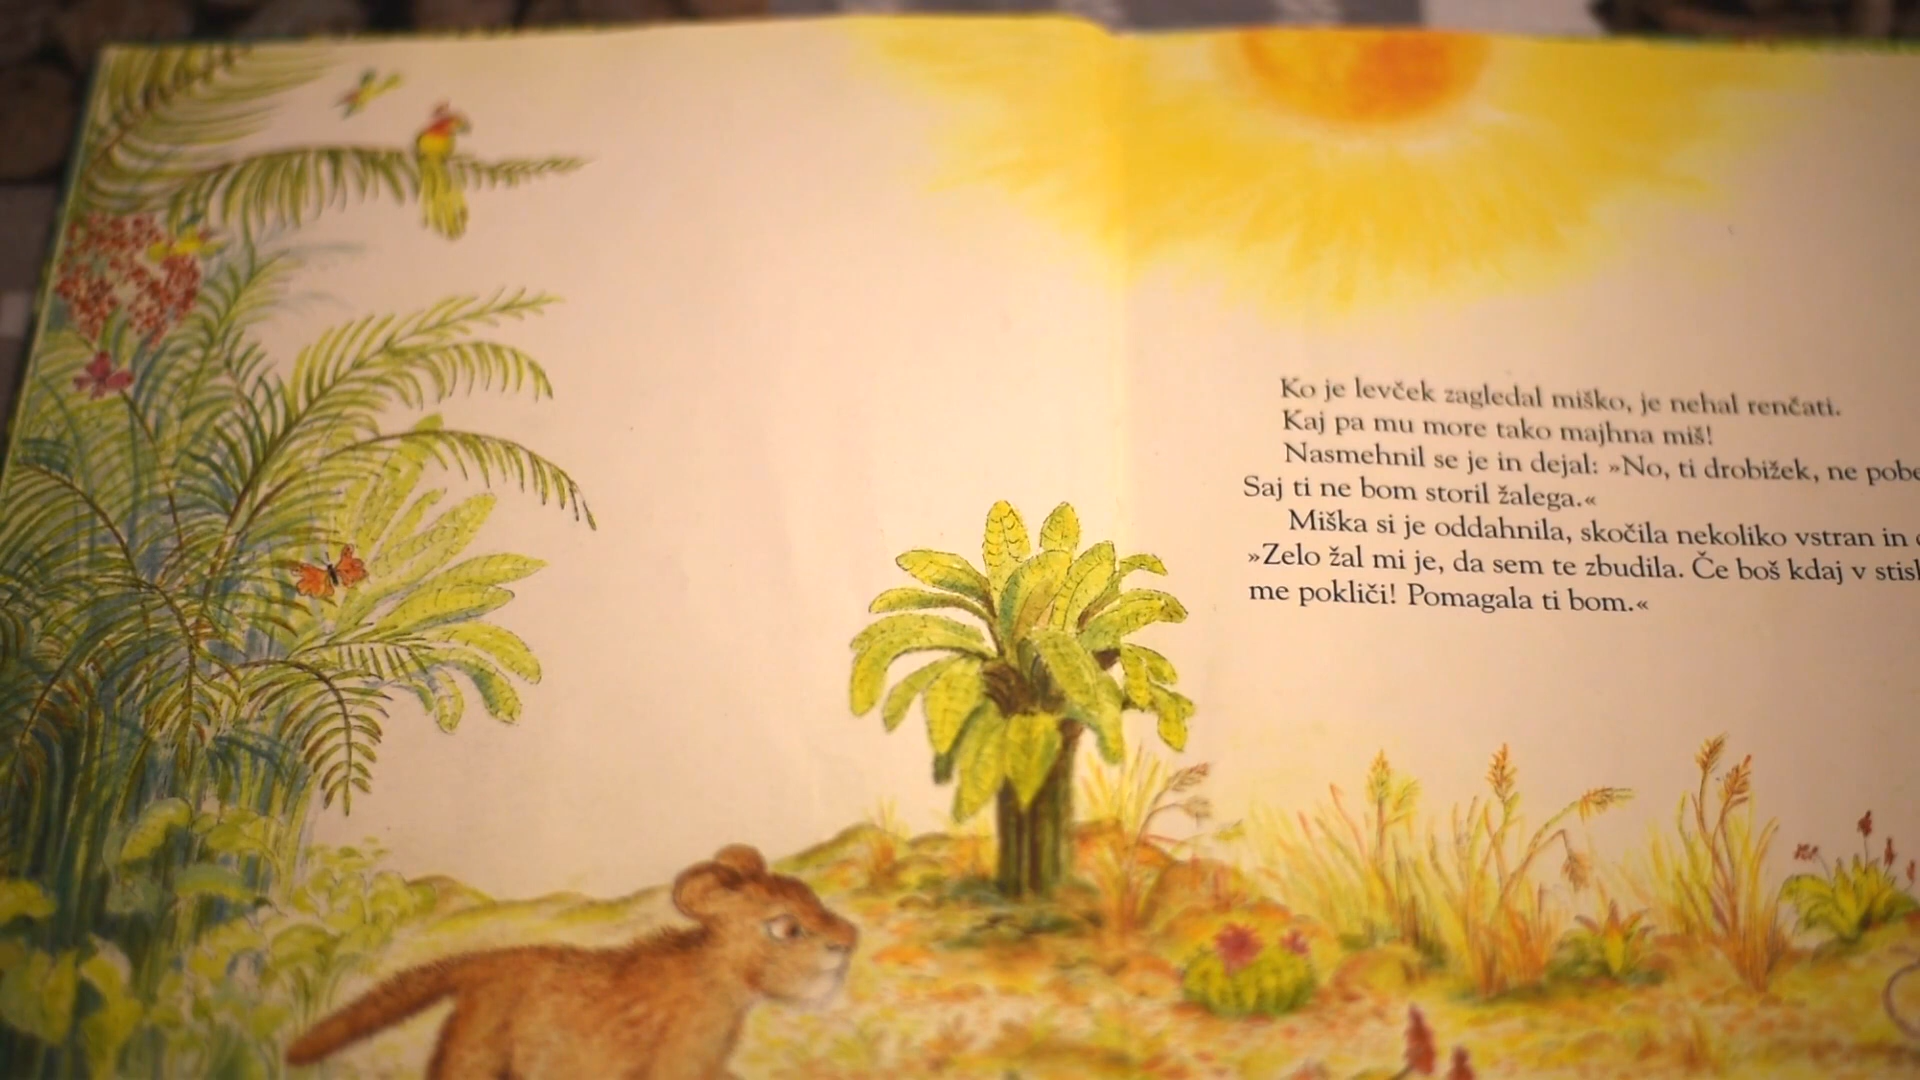 Ko je levček zagledal miško, je nehal renčati.
Kaj pa mu more tako majhna miš!
Nasmehnil se je in dejal: »No, ti drobižek, ne
Saj ti ne bom storil žalega.«
Miška si je oddahnila, skočila nekoliko vstran in
»Zelo žal mi je, da sem te zbudila. Če boš kdaj v
me pokliči! Pomagala ti bom.«